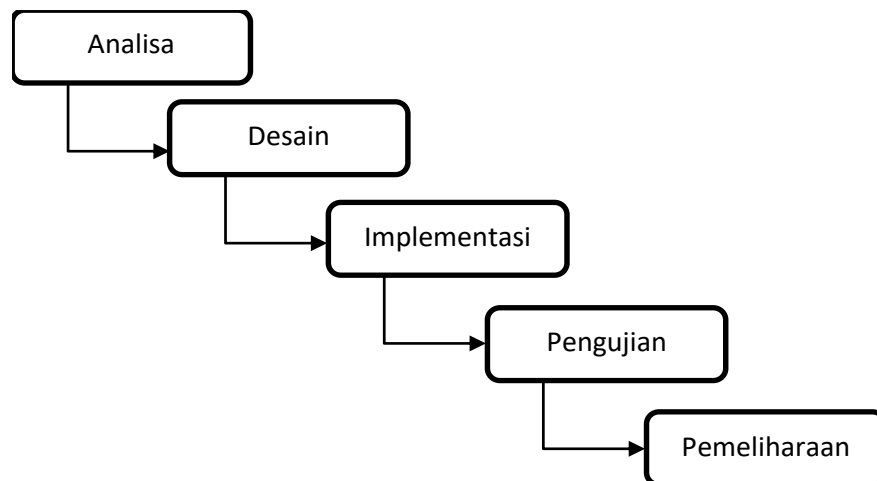 Analisa
Desain
Implementasi
Pengujian
Pemeliharaan